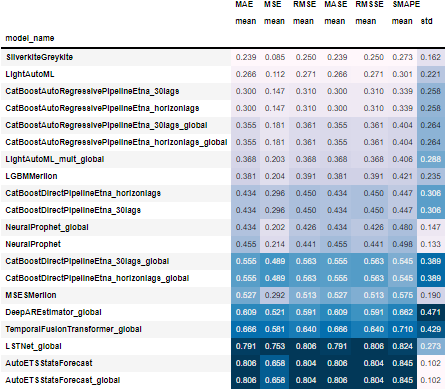 MAE MSE RMSE MASE RMSSE SMAPE
mean mean mean mean mean mean std
model_name
SilverkiteGreykite 0.239 0.085 0.250 0.239 0.250 0.273 0.162
LightAutoML 0.266 0.112 0.271 0.266 0.271 0.301 0.221
CatBoostAutoRegressivePipelineEtna_30lags 0.300 0.147 0.310 0.310 0.310 0.339 0.258
CatBoostAutoRegressivePipelineEtna_horizonlags 0.300 0.147 0.310 0.310 0.310 0.339 0.258
CatBoostAutoRegressivePipelineEtna_30lags_global 0.355 0.181 0.361 0.355 0.361 0.404 0.264
CatBoostAutoRegressivePipelineEtna_horizonlags_global 0.355 0.181 0.361 0.355 0.361 0.404 0.264
LightAutoML_mult_global 0.368 0.203 0.368 0.368 0.368 0.406 0.288
LGBMMerlion 0.381 0.204 0.391 0.381 0.391 0.421 0.235
CatBoostDirectPipelineEtna_horizonlags 0.434 0.296 0.450 0.434 0.450 0.447 0.306
CatBoostDirectPipelineEtna_30lags 0.434 0.296 0.450 0.434 0.450 0.447 0.306
NeuralProphet_global 0.434 0.202 0.426 0.434 0.426 0.480 0.147
NeuralProphet 0.455 0.214 0.441 0.455 0.441 0.498 0.133
CatBoostDirectPipelineEtna_30lags_global 0.555 0.489 0.563 0.555 0.563 0.545 0.389
CatBoostDirectPipelineEtna_horizonlags_global 0.555 0.489 0.563 0.555 0.563 0.545 0.389
MSESMerlion 0.527 0.292 0.513 0.527 0.513 0.575 0.190
DeepAREstimator_global 0.609 0.521 0.591 0.609 0.591 0.662 0.471
TemporalFusionTransformer_global 0.666 0.581 0.640 0.666 0.640 0.710 0.429
LSTNet_global 0.791 0.753 0.806 0.791 0.806 0.824 0.273
AutoETSStatsForecast 0.806 0.658 0.804 0.806 0.804 0.845 0.102
AutoETSStatsForecast_global 0.806 0.658 0.804 0.806 0.804 0.845 0.102